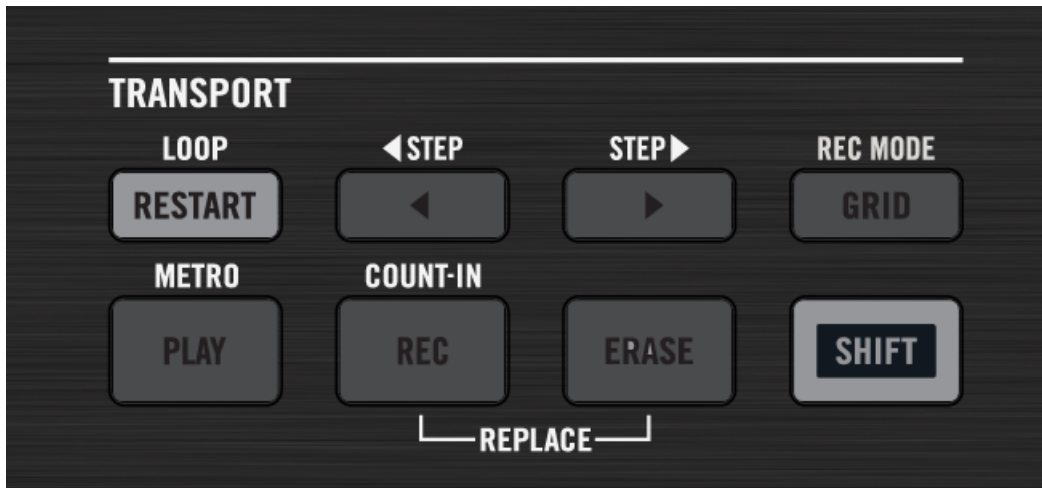 TRANSPORT
LOOP ◀STEP STEP▶ REC MODE
RESTART ◀ ▶ GRID
METRO COUNT-IN
PLAY REC ERASE SHIFT
REPLACE